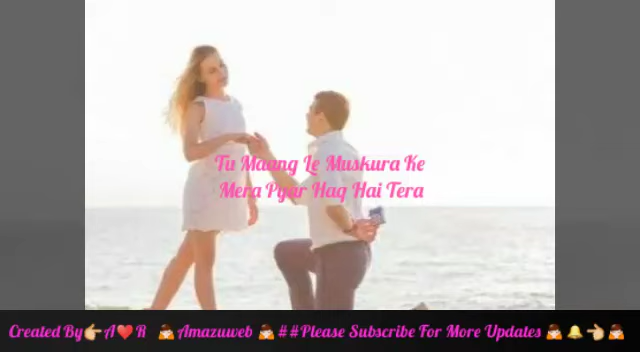 Tu Maang Le Muskura Ke
Mera Pyar Haq Hai Tera
Created By👉A❤️R 🙇Amazuweb 🙇##Please Subscribe For More Updates 🙇🔔👈🙇